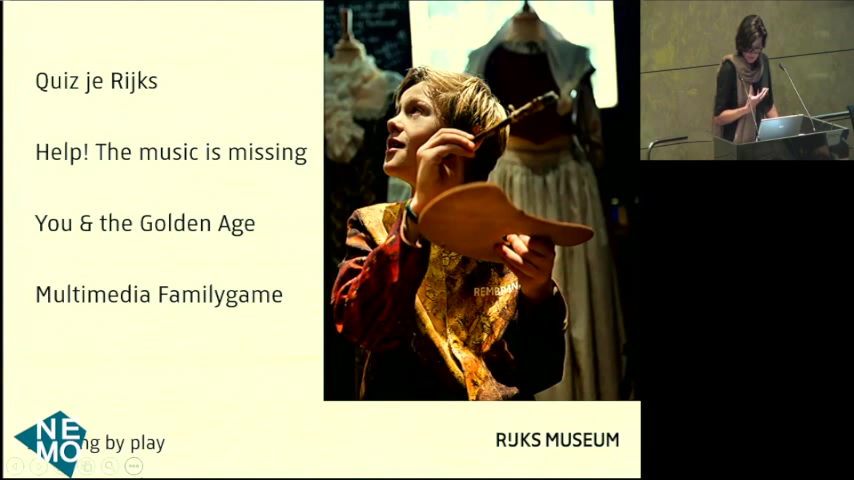 Quiz je Rijks
Help! The music is missing
You & the Golden Age
Multimedia Familygame
REMBRAN
NE
MO
ng by play
RIJKS MUSEUM